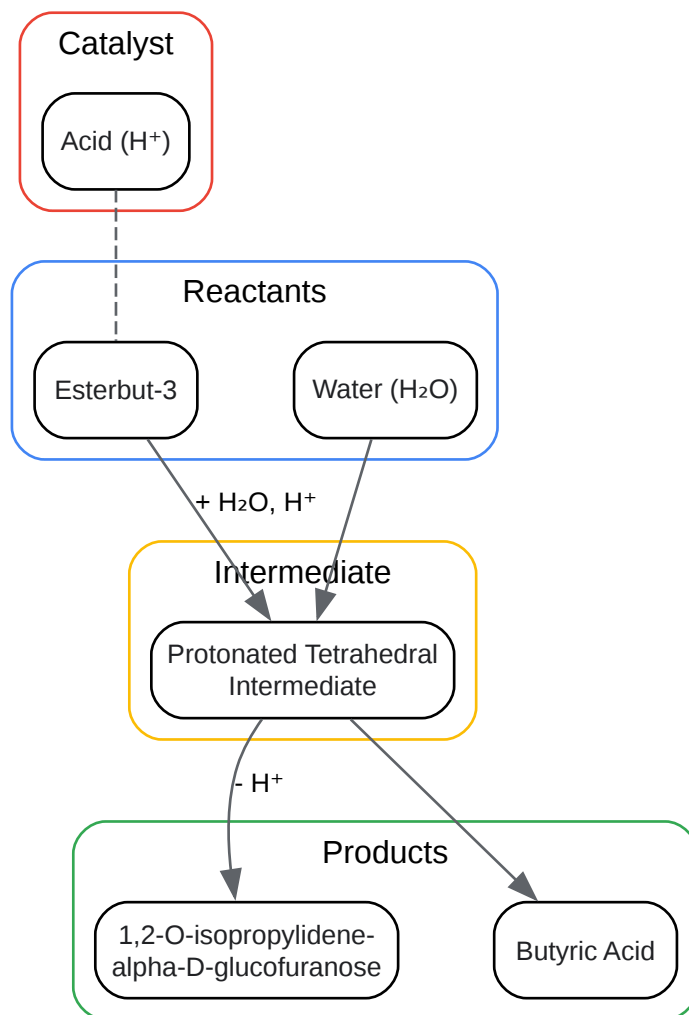 Catalyst
Acid (H⁺)
Reactants
Esterbut-3
Water (H₂O)
+ H₂O, H⁺
Intermediate
Protonated Tetrahedral
Intermediate
- H⁺
Products
1,2-O-isopropylidene-
alpha-D-glucofuranose
Butyric Acid